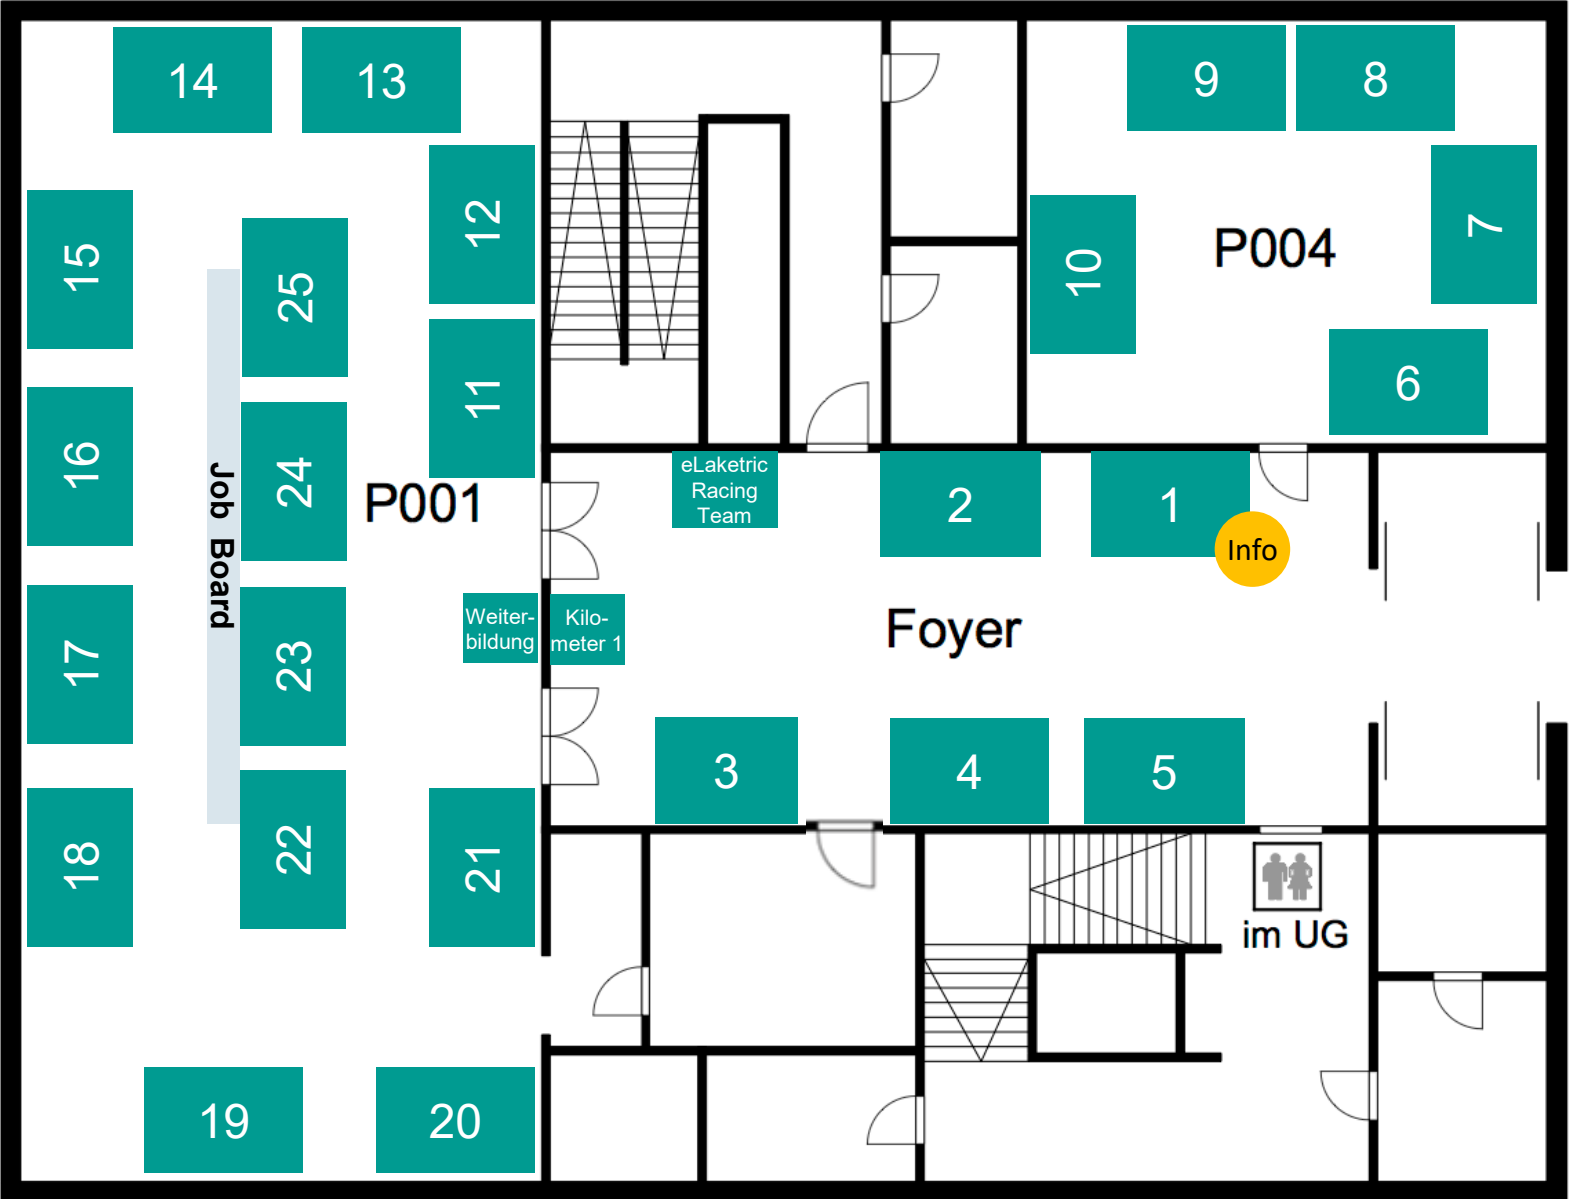 14
13
9
8
12
15
25
7
P004
10
11
6
16
24
P001
Job Board
eLaketric
Racing
Team
2
1
Info
Weiter-
bildung
Kilo-
meter 1
Foyer
17
23
3
4
5
18
22
21
im UG
19
20